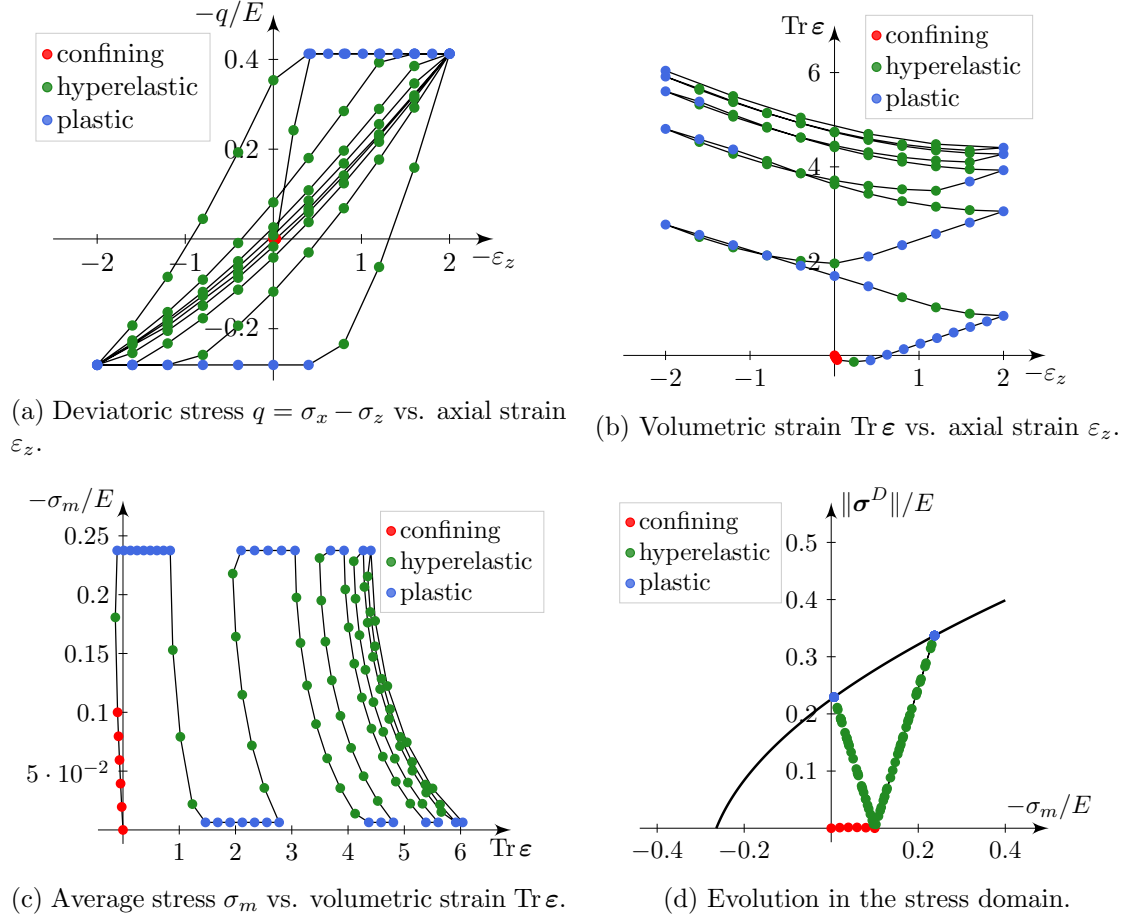 −q/E
confining
hyperelastic
plastic
0.4
0.2
−0.2
−2
−1
1
2
−ε_z
(a) Deviatoric stress q = σ_x − σ_z vs. axial strain
ε_z.
Tr ε
confining
hyperelastic
plastic
6
4
2
−2
−1
1
2
−ε_z
(b) Volumetric strain Tr ε vs. axial strain ε_z.
−σ_m/E
confining
hyperelastic
plastic
0.25
0.2
0.15
0.1
5 · 10⁻²
1
2
3
4
5
6
Tr ε
(c) Average stress σ_m vs. volumetric strain Tr ε.
‖σ^D‖/E
confining
hyperelastic
plastic
0.5
0.4
0.3
0.2
0.1
−σ_m/E
−0.4
−0.2
0.2
0.4
(d) Evolution in the stress domain.